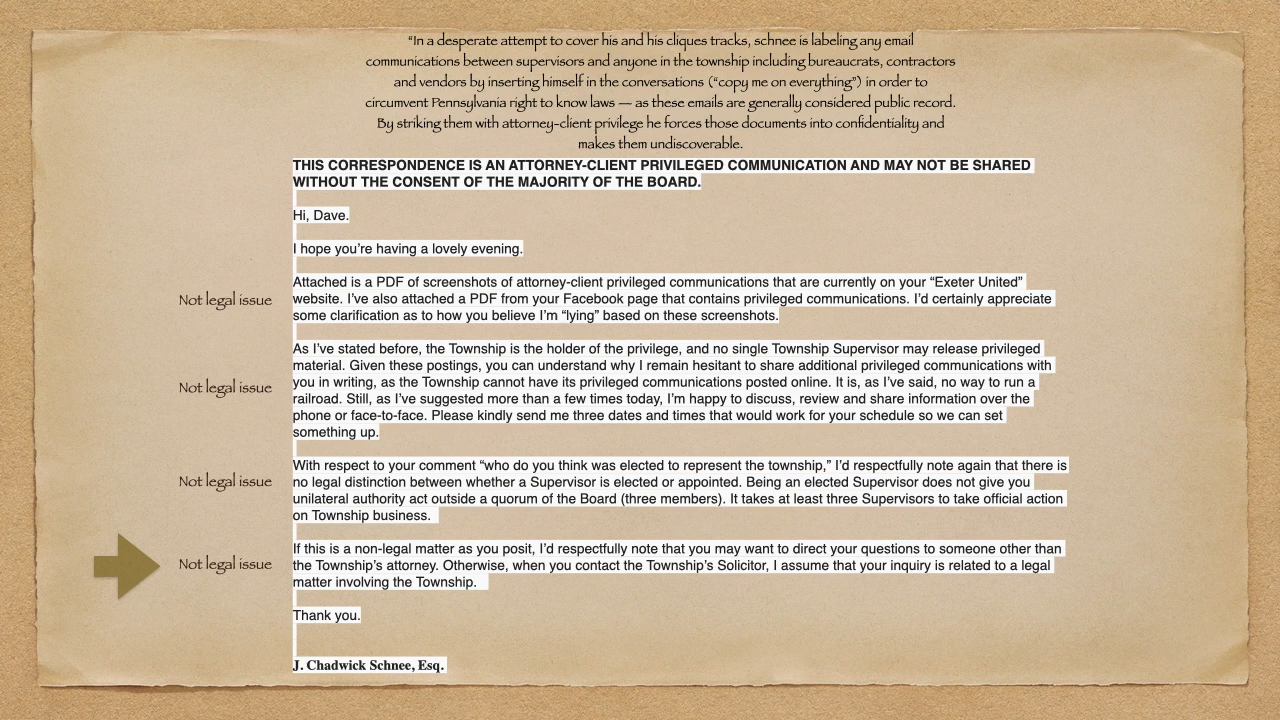 “In a desperate attempt to cover his and his cliques tracks, schnee is labeling any email
communications between supervisors and anyone in the township including bureaucrats, contractors
and vendors by inserting himself in the conversations (“copy me on everything”) in order to
circumvent Pennsylvania right to know laws — as these emails are generally considered public record.
By striking them with attorney-client privilege he forces those documents into confidentiality and
makes them undiscoverable.
THIS CORRESPONDENCE IS AN ATTORNEY-CLIENT PRIVILEGED COMMUNICATION AND MAY NOT BE SHARED
WITHOUT THE CONSENT OF THE MAJORITY OF THE BOARD.
Hi, Dave.
I hope you’re having a lovely evening.
Attached is a PDF of screenshots of attorney-client privileged communications that are currently on your “Exeter United”
Not legal issue
website. I’ve also attached a PDF from your Facebook page that contains privileged communications. I’d certainly appreciate
some clarification as to how you believe I’m “lying” based on these screenshots.
As I’ve stated before, the Township is the holder of the privilege, and no single Township Supervisor may release privileged
material. Given these postings, you can understand why I remain hesitant to share additional privileged communications with
Not legal issue
you in writing, as the Township cannot have its privileged communications posted online. It is, as I’ve said, no way to run a
railroad. Still, as I’ve suggested more than a few times today, I’m happy to discuss, review and share information over the
phone or face-to-face. Please kindly send me three dates and times that would work for your schedule so we can set
something up.
With respect to your comment “who do you think was elected to represent the township,” I’d respectfully note again that there is
Not legal issue
no legal distinction between whether a Supervisor is elected or appointed. Being an elected Supervisor does not give you
unilateral authority act outside a quorum of the Board (three members). It takes at least three Supervisors to take official action
on Township business.
If this is a non-legal matter as you posit, I’d respectfully note that you may want to direct your questions to someone other than
Not legal issue
the Township’s attorney. Otherwise, when you contact the Township’s Solicitor, I assume that your inquiry is related to a legal
matter involving the Township.
Thank you.
J. Chadwick Schnee, Esq.